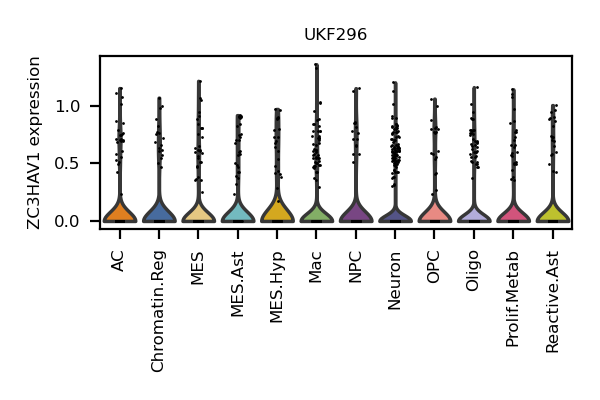 UKF296
ZC3HAV1 expression
1.0
0.5
0.0
AC
Chromatin.Reg
MES
MES.Ast
MES.Hyp
Mac
NPC
Neuron
OPC
Oligo
Prolif.Metab
Reactive.Ast